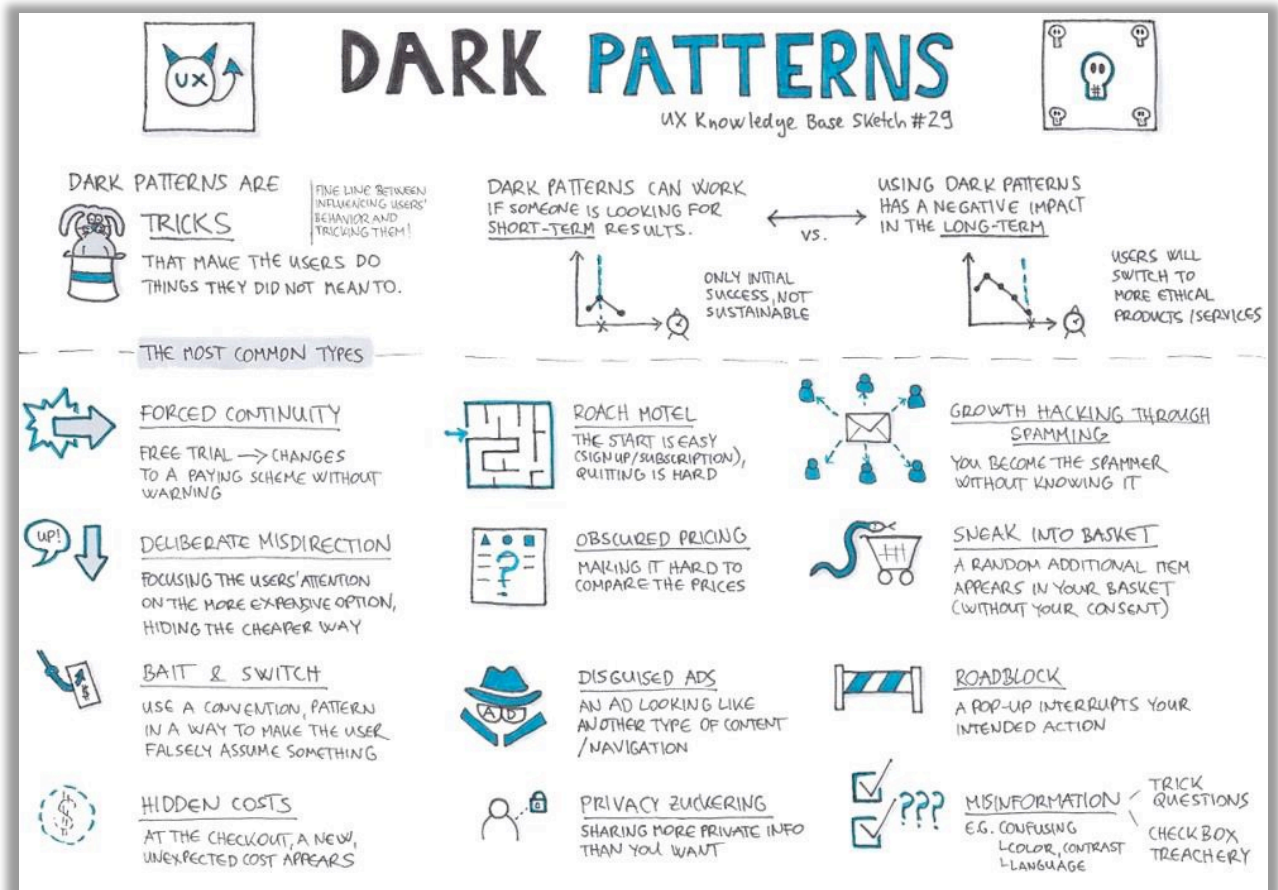 UX
DARK PATTERNS
UX Knowledge Base Sketch #29
#
DARK PATTERNS ARE
TRICKS
THAT MAKE THE USERS DO
THINGS THEY DID NOT MEAN TO.
FINE LINE BETWEEN
INFLUENCING USERS'
BEHAVIOR AND
TRICKING THEM!
DARK PATTERNS CAN WORK
IF SOMEONE IS LOOKING FOR
SHORT-TERM RESULTS.
VS.
USING DARK PATTERNS
HAS A NEGATIVE IMPACT
IN THE LONG-TERM
X
ONLY INITIAL
SUCCESS, NOT
SUSTAINABLE
X
USERS WILL
SWITCH TO
MORE ETHICAL
PRODUCTS/SERVICES
THE MOST COMMON TYPES
FORCED CONTINUITY
FREE TRIAL → CHANGES
TO A PAYING SCHEME WITHOUT
WARNING
ROACH MOTEL
THE START IS EASY
(SIGN UP/SUBSCRIPTION),
QUITTING IS HARD
GROWTH HACKING THROUGH
SPAMMING
YOU BECOME THE SPAMMER
WITHOUT KNOWING IT
UP!
DELIBERATE MISDIRECTION
FOCUSING THE USERS' ATTENTION
ON THE MORE EXPENSIVE OPTION,
HIDING THE CHEAPER WAY
?
OBSCURED PRICING
MAKING IT HARD TO
COMPARE THE PRICES
SNEAK INTO BASKET
A RANDOM ADDITIONAL ITEM
APPEARS IN YOUR BASKET
(WITHOUT YOUR CONSENT)
$
BAIT & SWITCH
USE A CONVENTION, PATTERN
IN A WAY TO MAKE THE USER
FALSELY ASSUME SOMETHING
AD
DISGUISED ADS
AN AD LOOKING LIKE
ANOTHER TYPE OF CONTENT
/NAVIGATION
ROADBLOCK
A POP-UP INTERRUPTS YOUR
INTENDED ACTION
$
HIDDEN COSTS
AT THE CHECKOUT, A NEW,
UNEXPECTED COST APPEARS
PRIVACY ZUCKERING
SHARING MORE PRIVATE INFO
THAN YOU WANT
???
MISINFORMATION
E.G. CONFUSING
COLOR, CONTRAST
LANGUAGE
TRICK
QUESTIONS
CHECKBOX
TREACHERY